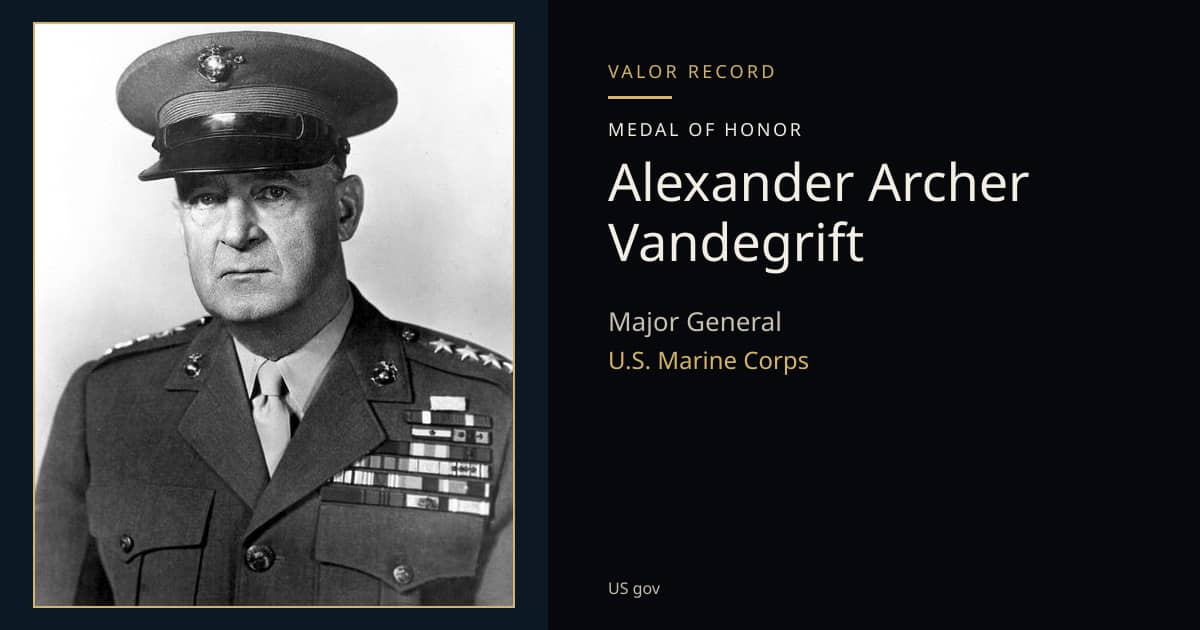 VALOR RECORD
MEDAL OF HONOR
Alexander Archer
Vandegrift
Major General
U.S. Marine Corps
US gov